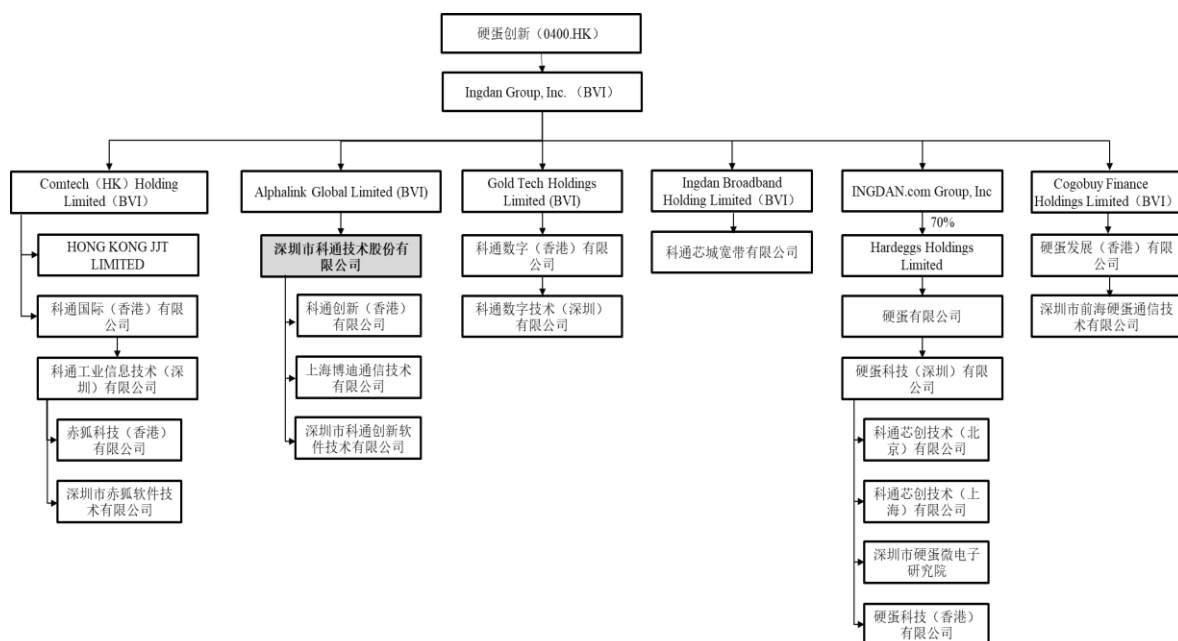 硬蛋创新（0400.HK）
Ingdan Group, Inc. （BVI）
Comtech（HK）Holding
Limited（BVI）
HONG KONG JJT
LIMITED
科通国际（香港）有限
公司
科通工业信息技术（深
圳）有限公司
赤狐科技（香港）
有限公司
深圳市赤狐软件技
术有限公司
Alphalink Global Limited (BVI)
深圳市科通技术股份有
限公司
科通创新（香港）
有限公司
上海博迪通信技术
有限公司
深圳市科通创新软
件技术有限公司
Gold Tech Holdings
Limited (BVI)
科通数字（香港）有限
公司
科通数字技术（深圳）
有限公司
Ingdan Broadband
Holding Limited（BVI）
科通芯城宽带有限公司
INGDAN.com Group, Inc
70%
Hardeggs Holdings
Limited
硬蛋有限公司
硬蛋科技（深圳）有限
公司
科通芯创技术（北
京）有限公司
科通芯创技术（上
海）有限公司
深圳市硬蛋微电子
研究院
硬蛋科技（香港）
有限公司
Cogobuy Finance
Holdings Limited（BVI）
硬蛋发展（香港）有限
公司
深圳市前海硬蛋通信技
术有限公司